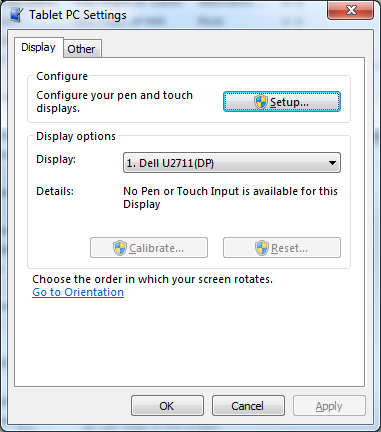 Tablet PC Settings
Display
Other
Configure
Configure your pen and touch
displays.
Setup...
Display options
Display:
1. Dell U2711(DP)
Details:
No Pen or Touch Input is available for this
Display
Calibrate...
Reset...
Choose the order in which your screen rotates.
Go to Orientation
OK
Cancel
Apply